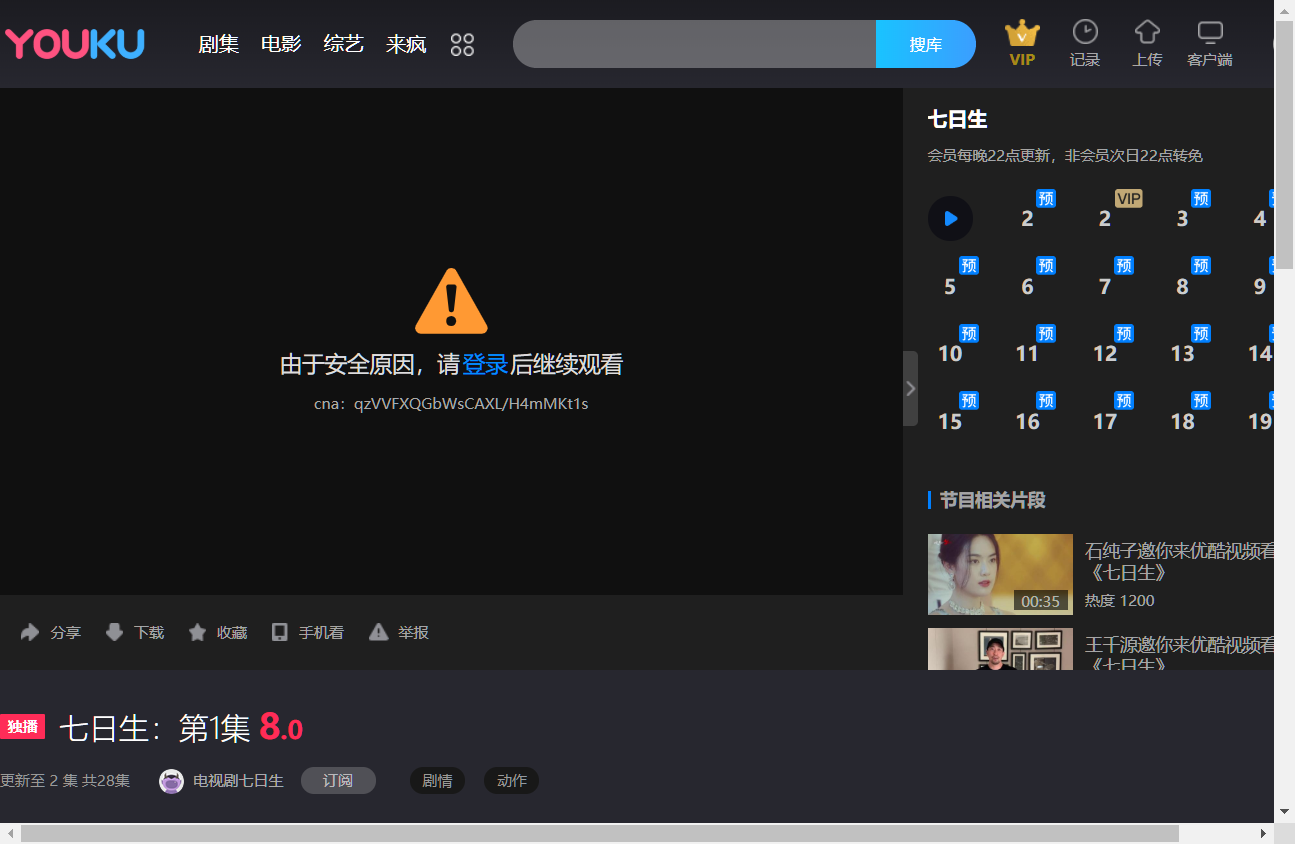 YOUKU 剧集 电影 综艺 来疯 搜库 VIP 记录 上传 客户端
七日生
会员每晚22点更新，非会员次日22点转免
2 预 2 VIP 3 预 4
5 预 6 预 7 预 8 预 9
10 预 11 预 12 预 13 预 14
15 预 16 预 17 预 18 预 19
由于安全原因，请登录后继续观看
cna：qzVVFXQGbWsCAXL/H4mMKt1s
节目相关片段
00:35
石纯子邀你来优酷视频看
《七日生》
热度 1200
王千源邀你来优酷视频看
《七日生》
分享 下载 收藏 手机看 举报
独播 七日生：第1集 8.0
更新至 2 集 共28集 电视剧七日生 订阅 剧情 动作